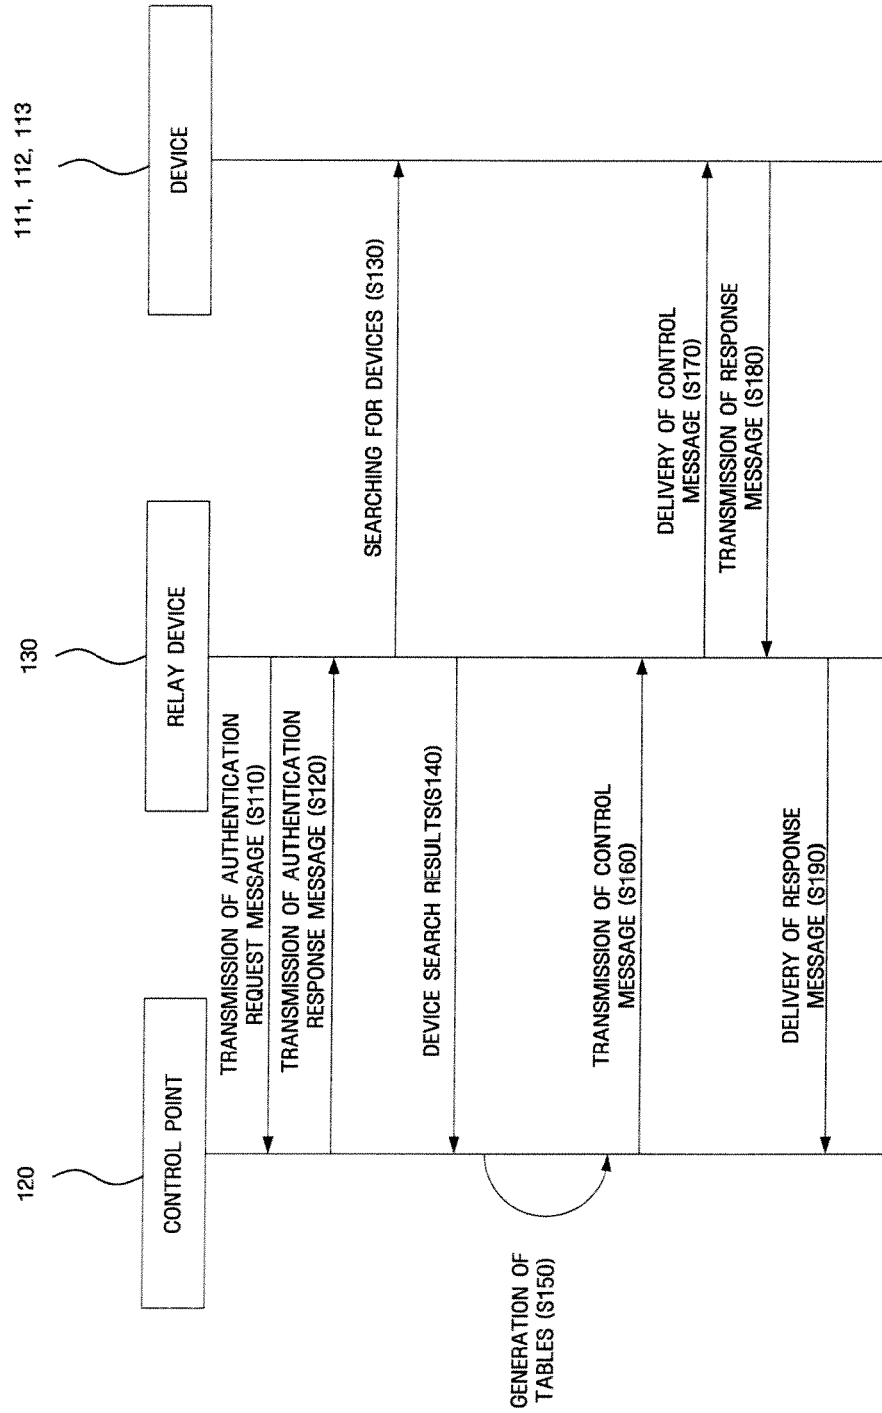 120
130
111, 112, 113
CONTROL POINT
RELAY DEVICE
DEVICE
TRANSMISSION OF AUTHENTICATION
REQUEST MESSAGE (S110)
TRANSMISSION OF AUTHENTICATION
RESPONSE MESSAGE (S120)
SEARCHING FOR DEVICES (S130)
DEVICE SEARCH RESULTS(S140)
GENERATION OF
TABLES (S150)
TRANSMISSION OF CONTROL
MESSAGE (S160)
DELIVERY OF CONTROL
MESSAGE (S170)
TRANSMISSION OF RESPONSE
MESSAGE (S180)
DELIVERY OF RESPONSE
MESSAGE (S190)